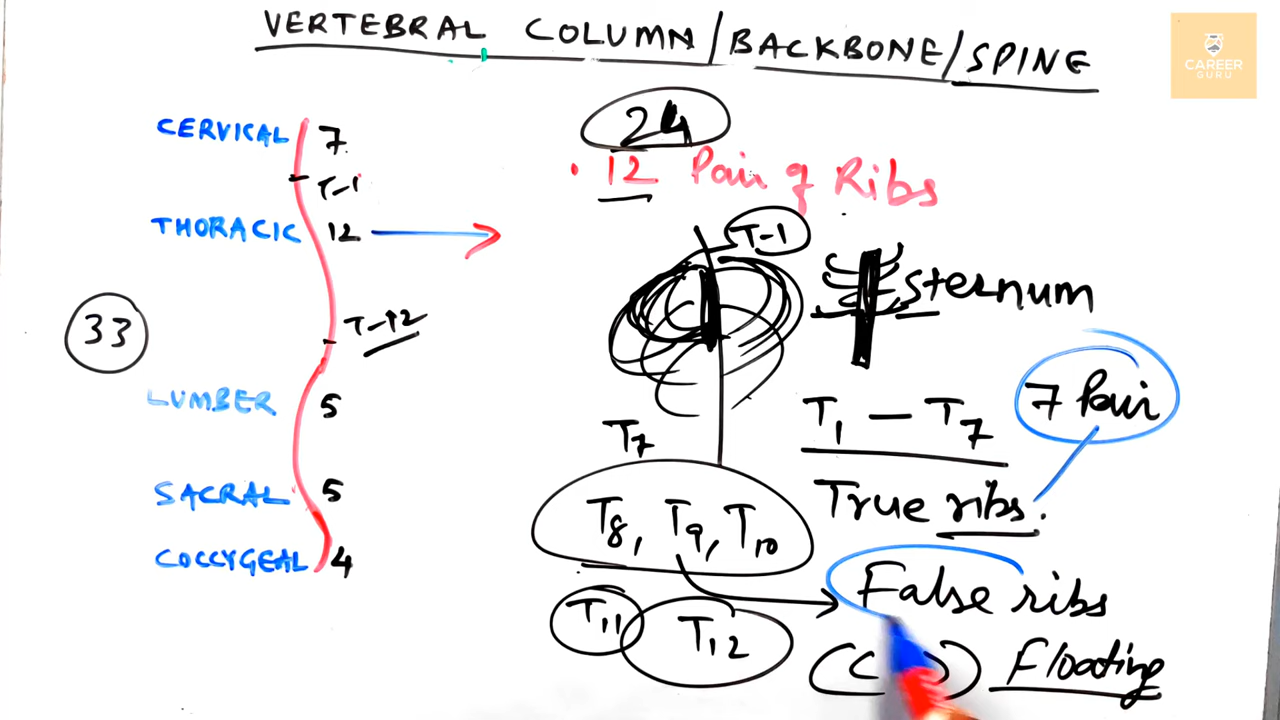 VERTEBRAL COLUMN/BACKBONE/SPINE
CAREER
GURU
CERVICAL 7
T-1
THORACIC 12
T-12
33
LUMBER 5
SACRAL 5
COCCYGEAL 4
24
• 12 Pair of Ribs
T-1
sternum
T7
T1 — T7
7 Pair
True ribs.
T8, T9, T10
False ribs
T11 T12
Floating